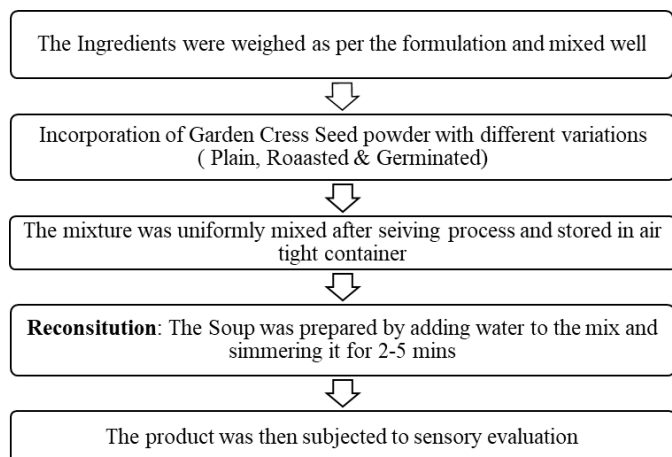 The Ingredients were weighed as per the formulation and mixed well
Incorporation of Garden Cress Seed powder with different variations
( Plain, Roaasted & Germinated)
The mixture was uniformly mixed after seiving process and stored in air
tight container
Reconsitution: The Soup was prepared by adding water to the mix and
simmering it for 2-5 mins
The product was then subjected to sensory evaluation